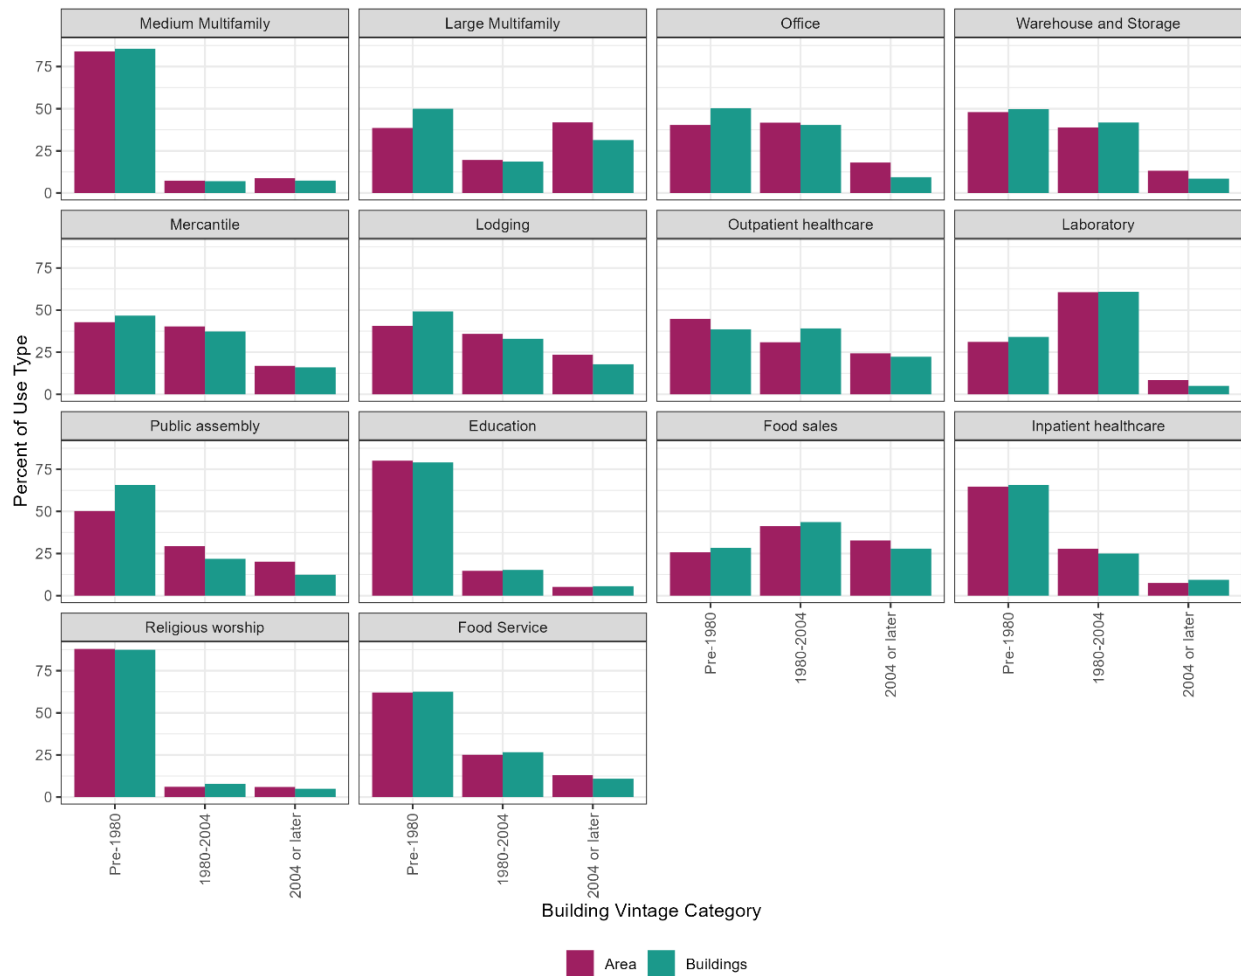 Medium Multifamily Large Multifamily Office Warehouse and Storage
75
50
25
0
Mercantile Lodging Outpatient healthcare Laboratory
75
50
25
0
Percent of Use Type
Public assembly Education Food sales Inpatient healthcare
75
50
25
0
Religious worship Food Service
75
50
25
0
Pre-1980 1980-2004 2004 or later Pre-1980 1980-2004 2004 or later Pre-1980 1980-2004 2004 or later Pre-1980 1980-2004 2004 or later
Building Vintage Category
Area Buildings